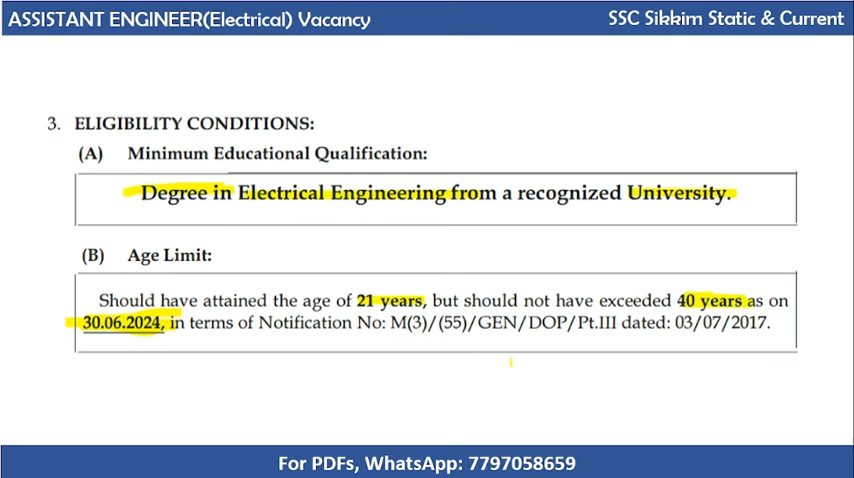 ASSISTANT ENGINEER(Electrical) Vacancy
SSC Sikkim Static & Current
3. ELIGIBILITY CONDITIONS:
(A) Minimum Educational Qualification:
Degree in Electrical Engineering from a recognized University.
(B) Age Limit:
Should have attained the age of 21 years, but should not have exceeded 40 years as on
30.06.2024, in terms of Notification No: M(3)/(55)/GEN/DOP/Pt.III dated: 03/07/2017.
For PDFs, WhatsApp: 7797058659